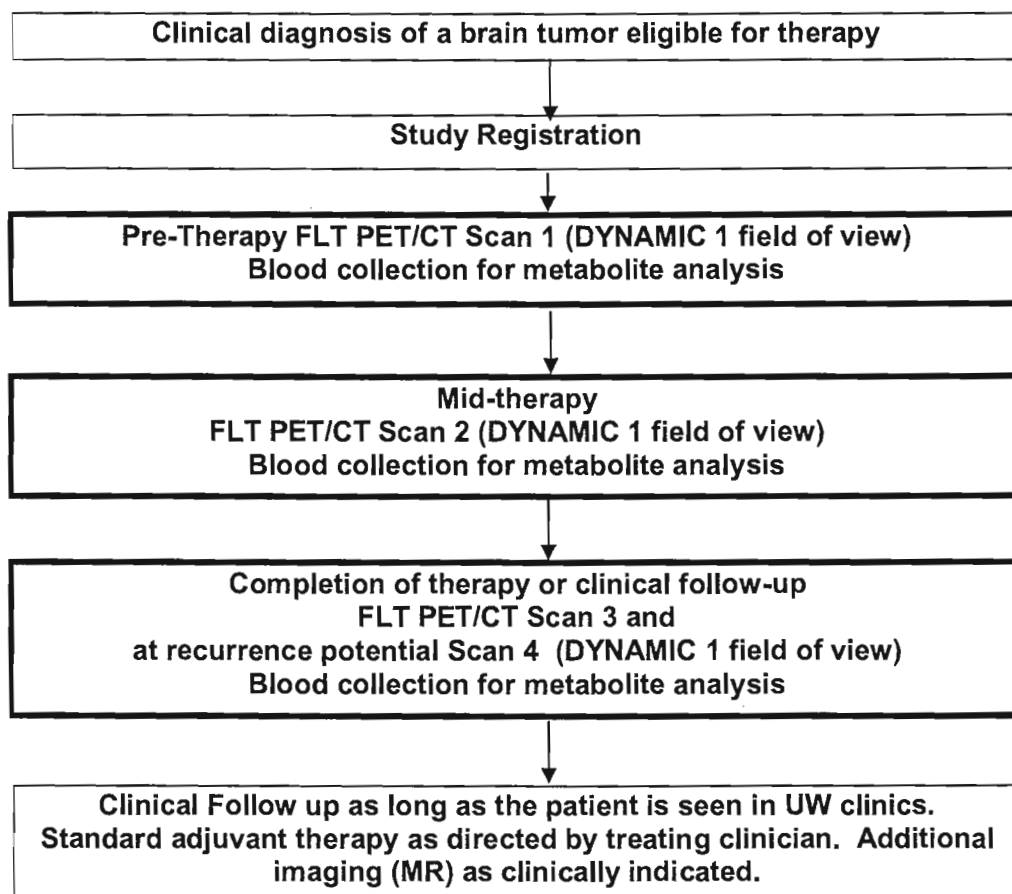 Clinical diagnosis of a brain tumor eligible for therapy
Study Registration
Pre-Therapy FLT PET/CT Scan 1 (DYNAMIC 1 field of view)
Blood collection for metabolite analysis
Mid-therapy
FLT PET/CT Scan 2 (DYNAMIC 1 field of view)
Blood collection for metabolite analysis
Completion of therapy or clinical follow-up
FLT PET/CT Scan 3 and
at recurrence potential Scan 4 (DYNAMIC 1 field of view)
Blood collection for metabolite analysis
Clinical Follow up as long as the patient is seen in UW clinics.
Standard adjuvant therapy as directed by treating clinician. Additional
imaging (MR) as clinically indicated.